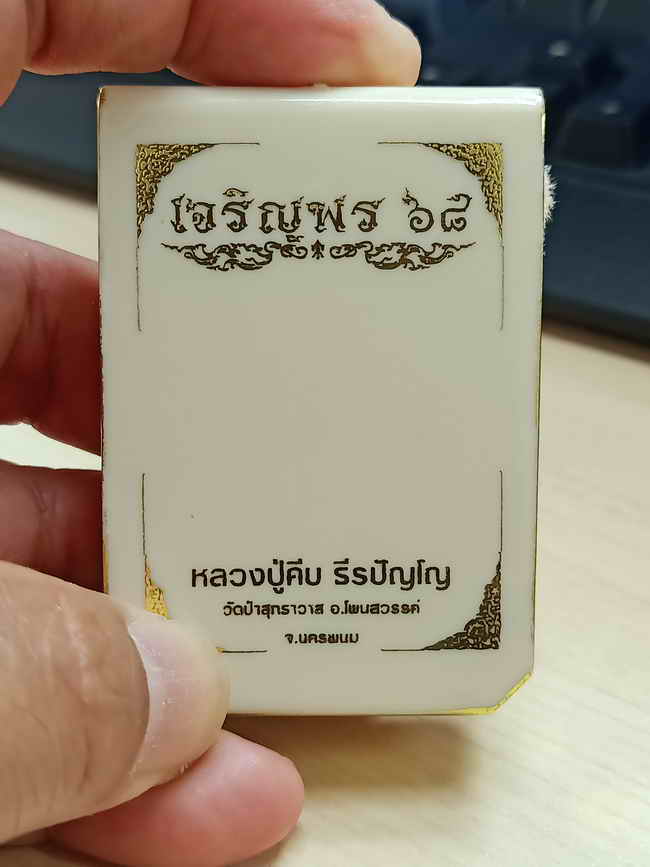 เจริญพร ๖๘
หลวงปู่คีบ ธีรปัญโญ
วัดป่าสุทราวาส อ.โพนสวรรค์
จ.นครพนม